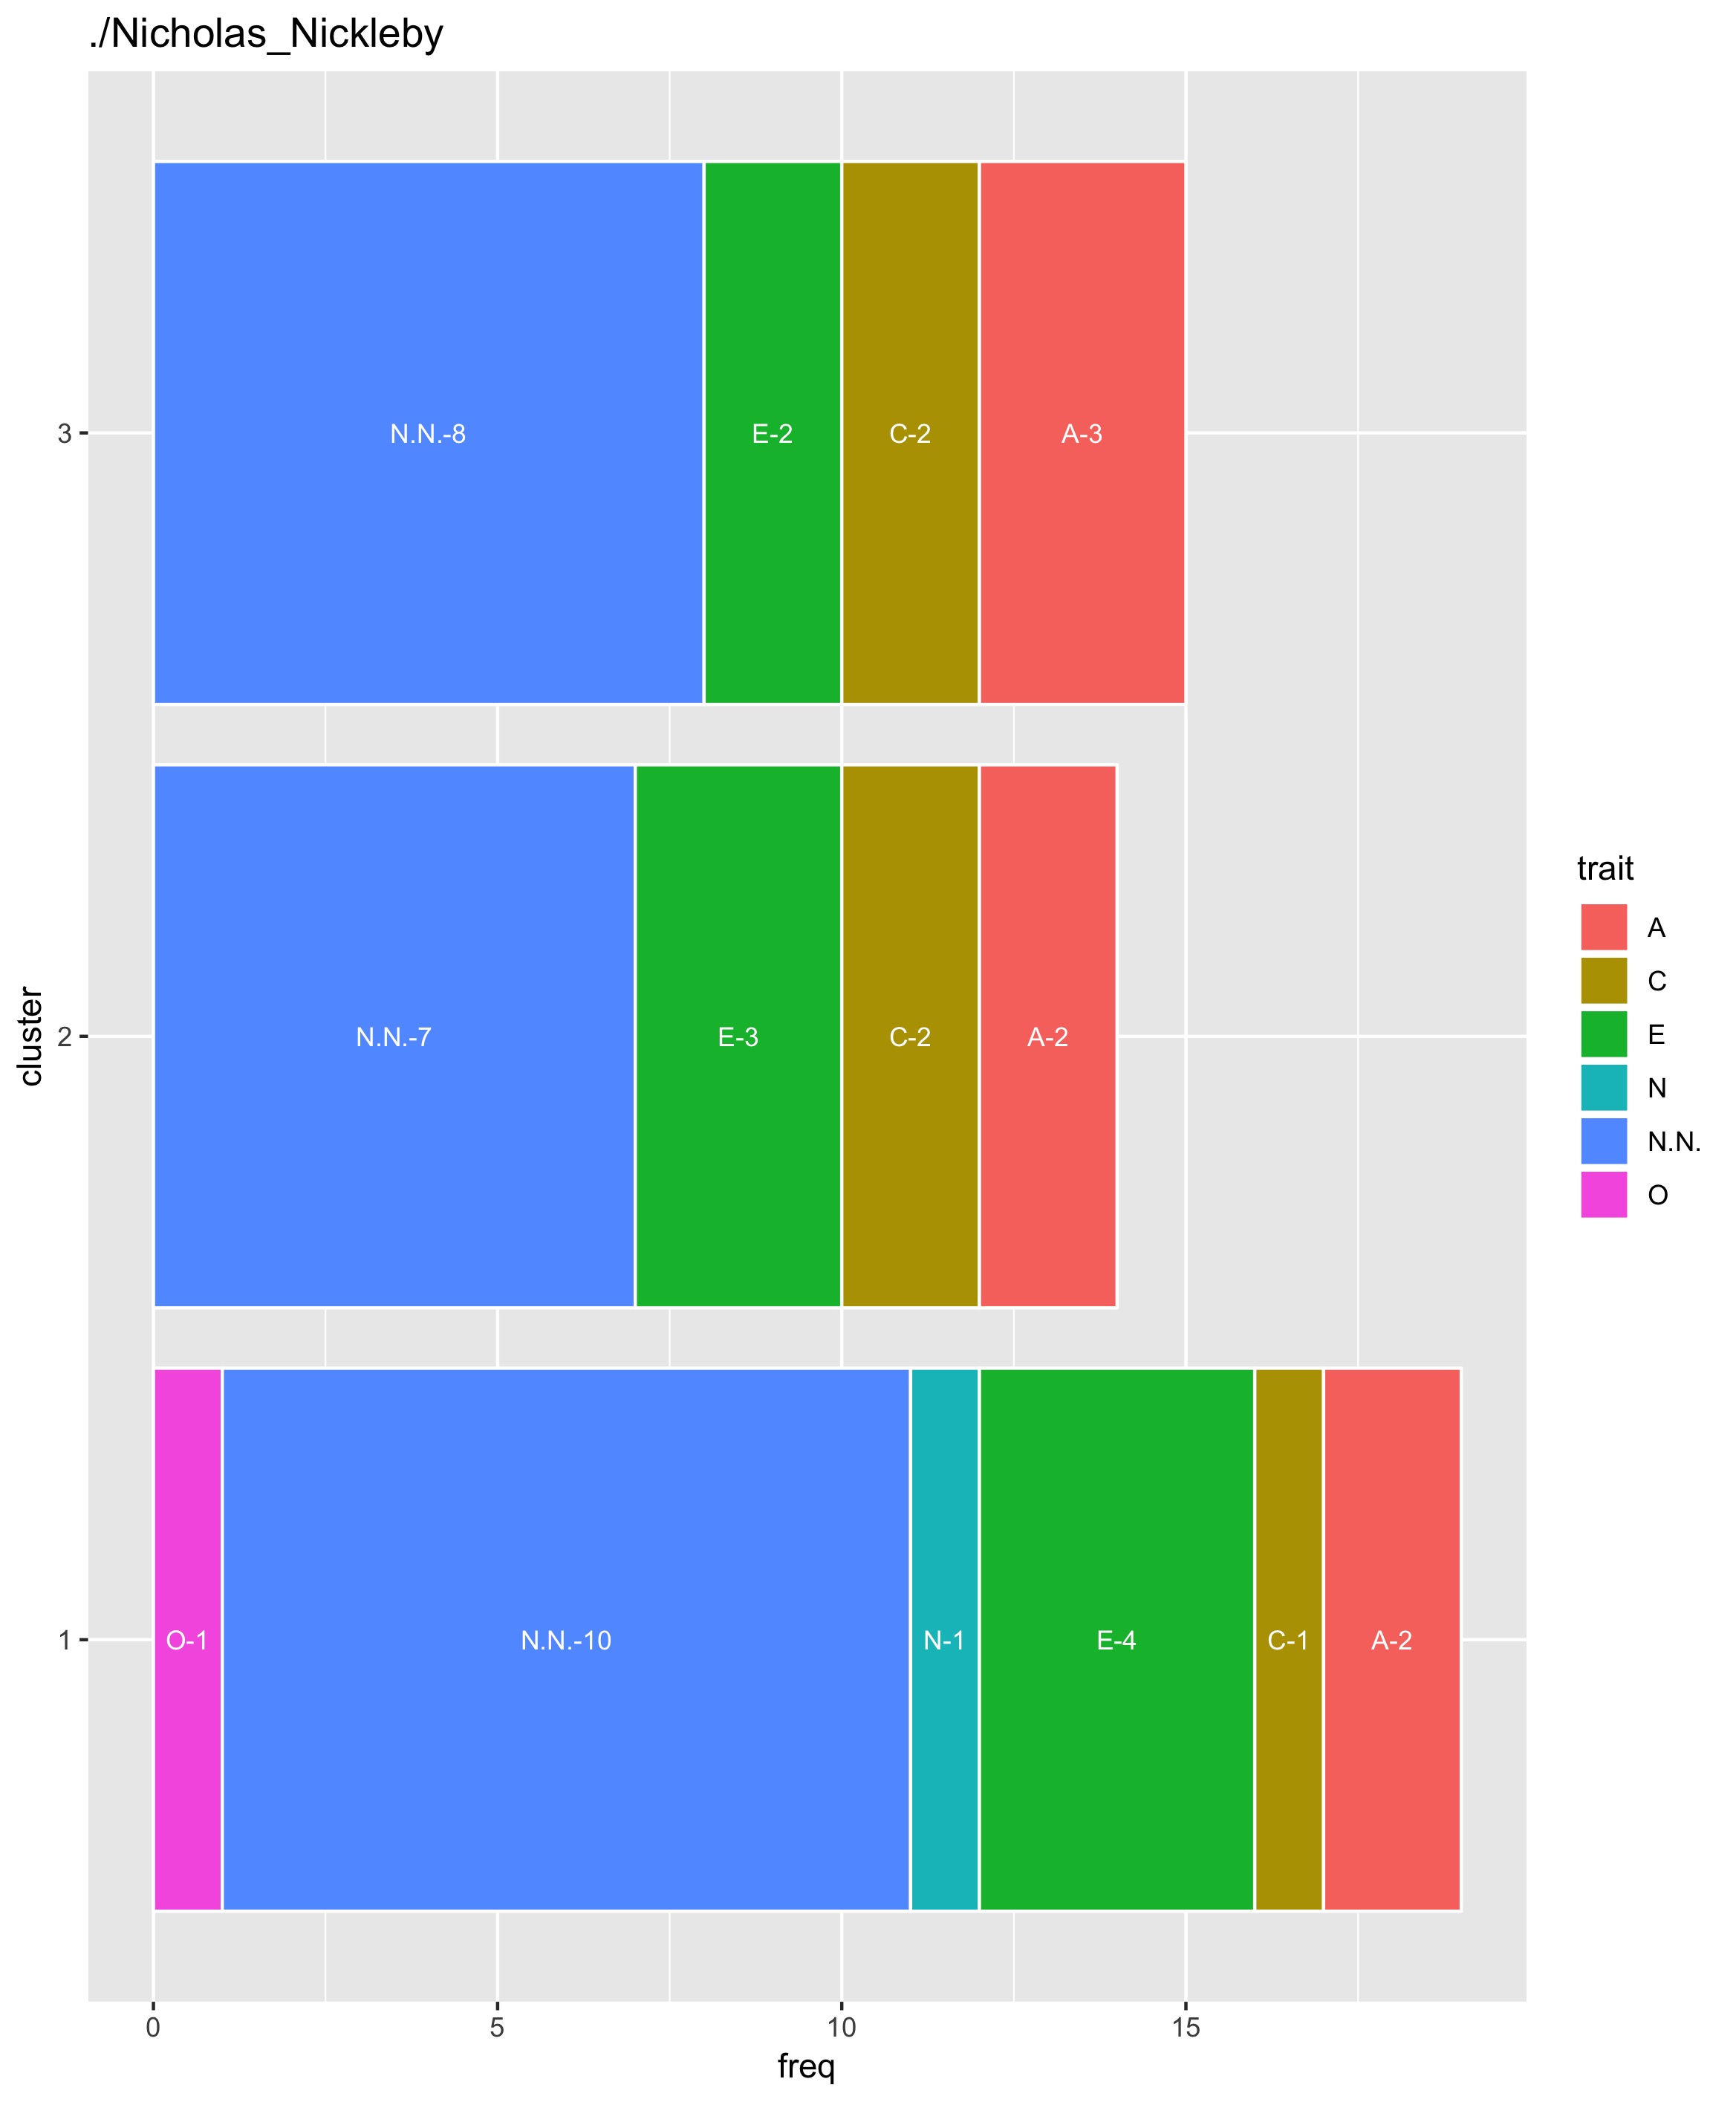 ./Nicholas_Nickleby
3
N.N.-8 E-2 C-2 A-3
2
N.N.-7 E-3 C-2 A-2
1
O-1 N.N.-10 N-1 E-4 C-1 A-2
cluster
0 5 10 15
freq
trait
A
C
E
N
N.N.
O